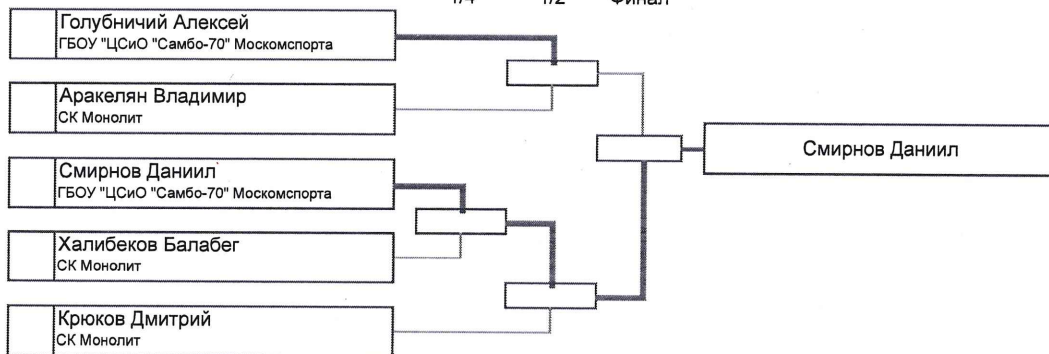 1/4 1/2 Финал
Голубничий Алексей
ГБОУ "ЦСиО "Самбо-70" Москомспорта
Аракелян Владимир
СК Монолит
Смирнов Даниил
ГБОУ "ЦСиО "Самбо-70" Москомспорта
Халибеков Балабег
СК Монолит
Крюков Дмитрий
СК Монолит
Смирнов Даниил